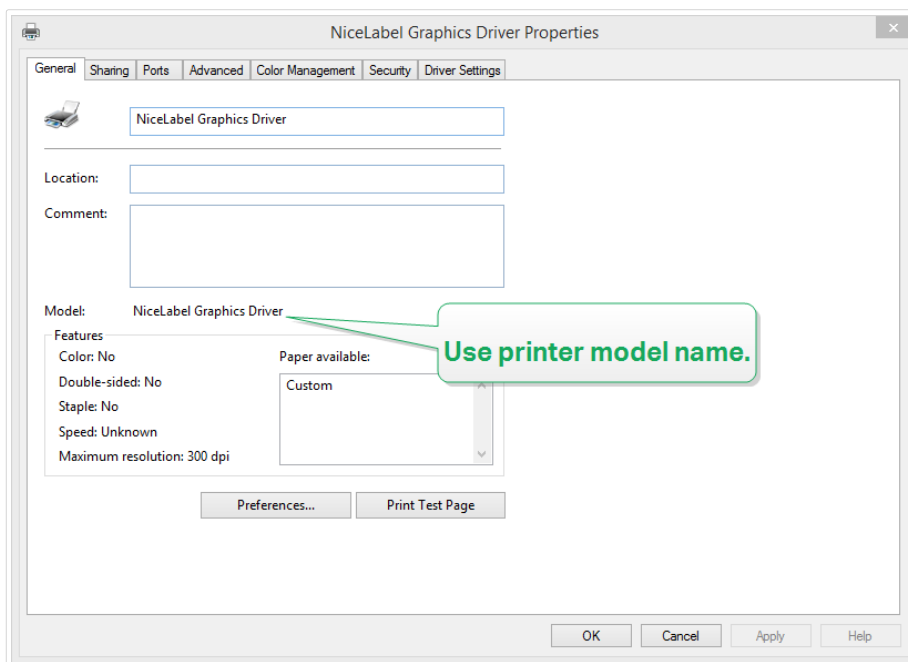 NiceLabel Graphics Driver Properties
General Sharing Ports Advanced Color Management Security Driver Settings
NiceLabel Graphics Driver
Location:
Comment:
Model: NiceLabel Graphics Driver
Use printer model name.
Features
Color: No
Double-sided: No
Staple: No
Speed: Unknown
Maximum resolution: 300 dpi
Paper available:
Custom
Preferences... Print Test Page
OK Cancel Apply Help